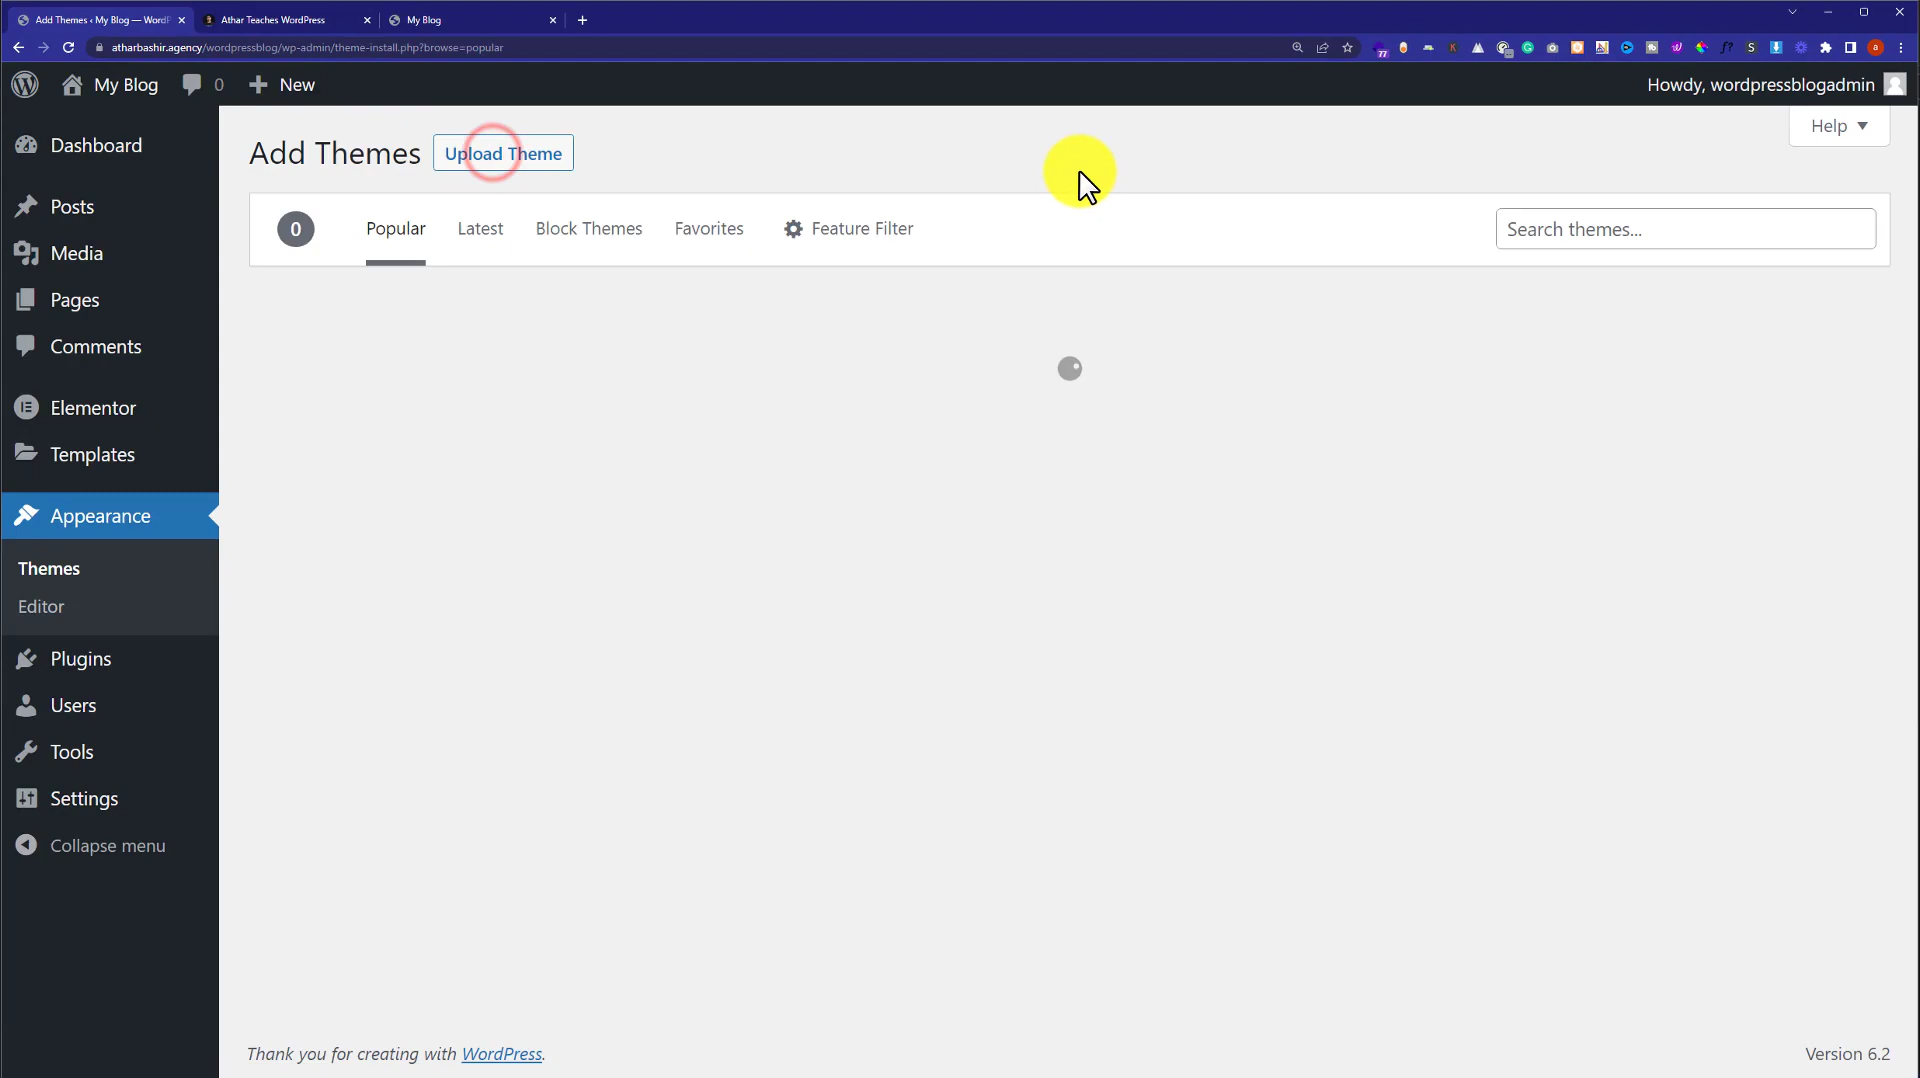 Add Themes ‹ My Blog — WordP
Athar Teaches WordPress
My Blog
atharbashir.agency/wordpressblog/wp-admin/theme-install.php?browse=popular
77
K
f?
S
a
My Blog
0
New
Howdy, wordpressblogadmin
Dashboard
Posts
Media
Pages
Comments
Elementor
Templates
Appearance
Themes
Editor
Plugins
Users
Tools
Settings
Collapse menu
Add Themes
Upload Theme
Help
0
Popular
Latest
Block Themes
Favorites
Feature Filter
Search themes...
Thank you for creating with WordPress.
Version 6.2